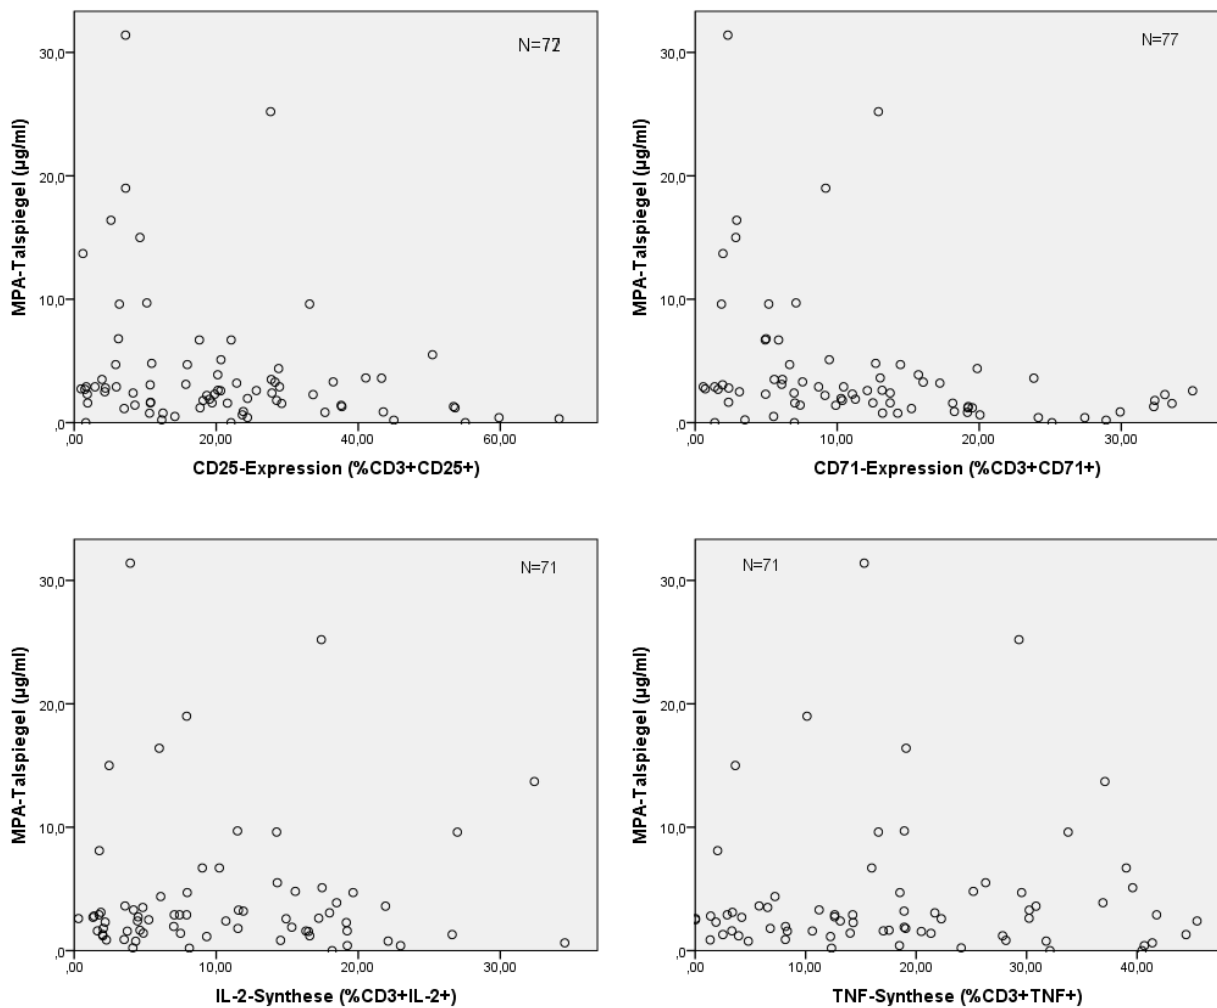 30,0
20,0
10,0
,0
MPA-Talspiegel (µg/ml)
,00 20,00 40,00 60,00
CD25-Expression (%CD3+CD25+)
N=77
30,0
20,0
10,0
,0
MPA-Talspiegel (µg/ml)
,00 10,00 20,00 30,00
CD71-Expression (%CD3+CD71+)
N=71
30,0
20,0
10,0
,0
MPA-Talspiegel (µg/ml)
,00 10,00 20,00 30,00
IL-2-Synthese (%CD3+IL-2+)
N=71
30,0
20,0
10,0
,0
MPA-Talspiegel (µg/ml)
,00 10,00 20,00 30,00 40,00
TNF-Synthese (%CD3+TNF+)